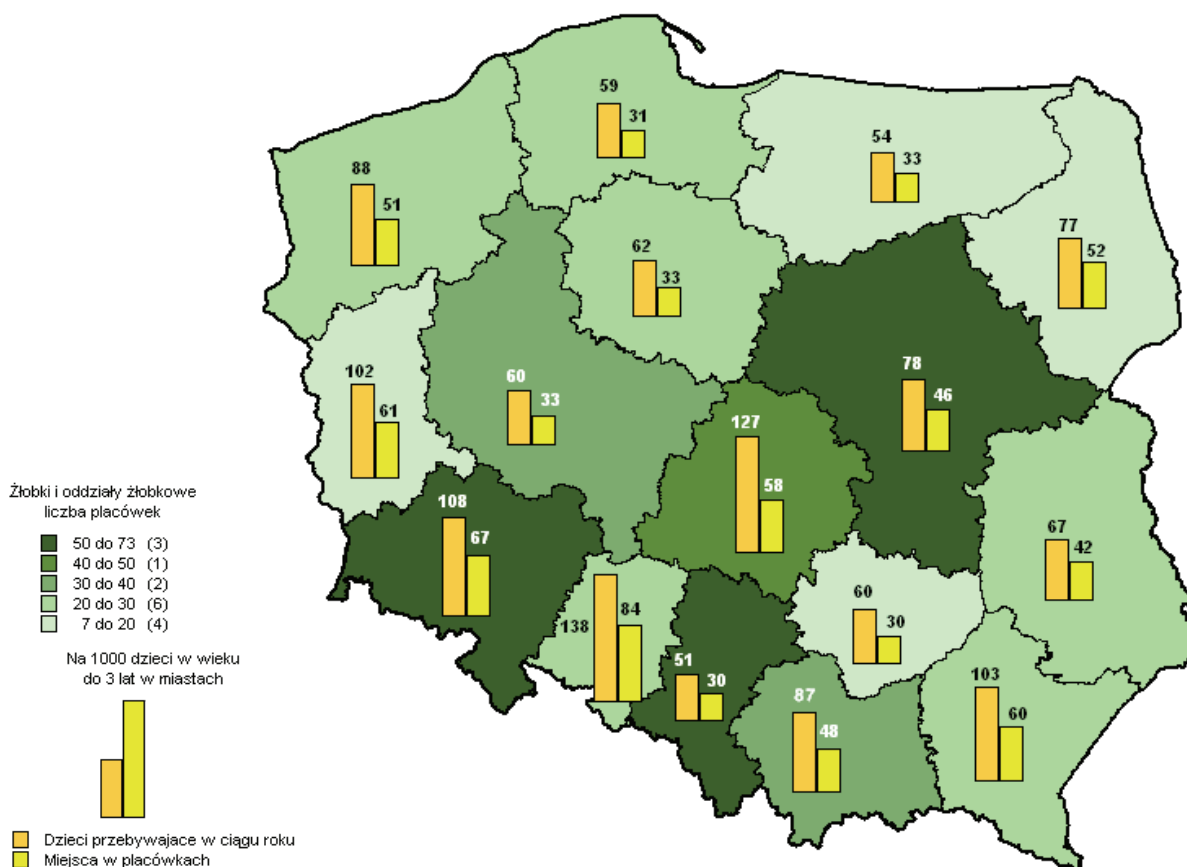 59
31
54
33
88
51
77
52
62
33
102
61
60
33
78
46
127
58
108
67
67
42
138
84
60
30
51
30
87
48
103
60
Żłobki i oddziały żłobkowe
liczba placówek
50 do 73 (3)
40 do 50 (1)
30 do 40 (2)
20 do 30 (6)
7 do 20 (4)
Na 1000 dzieci w wieku
do 3 lat w miastach
Dzieci przebywajace w ciągu roku
Miejsca w placówkach